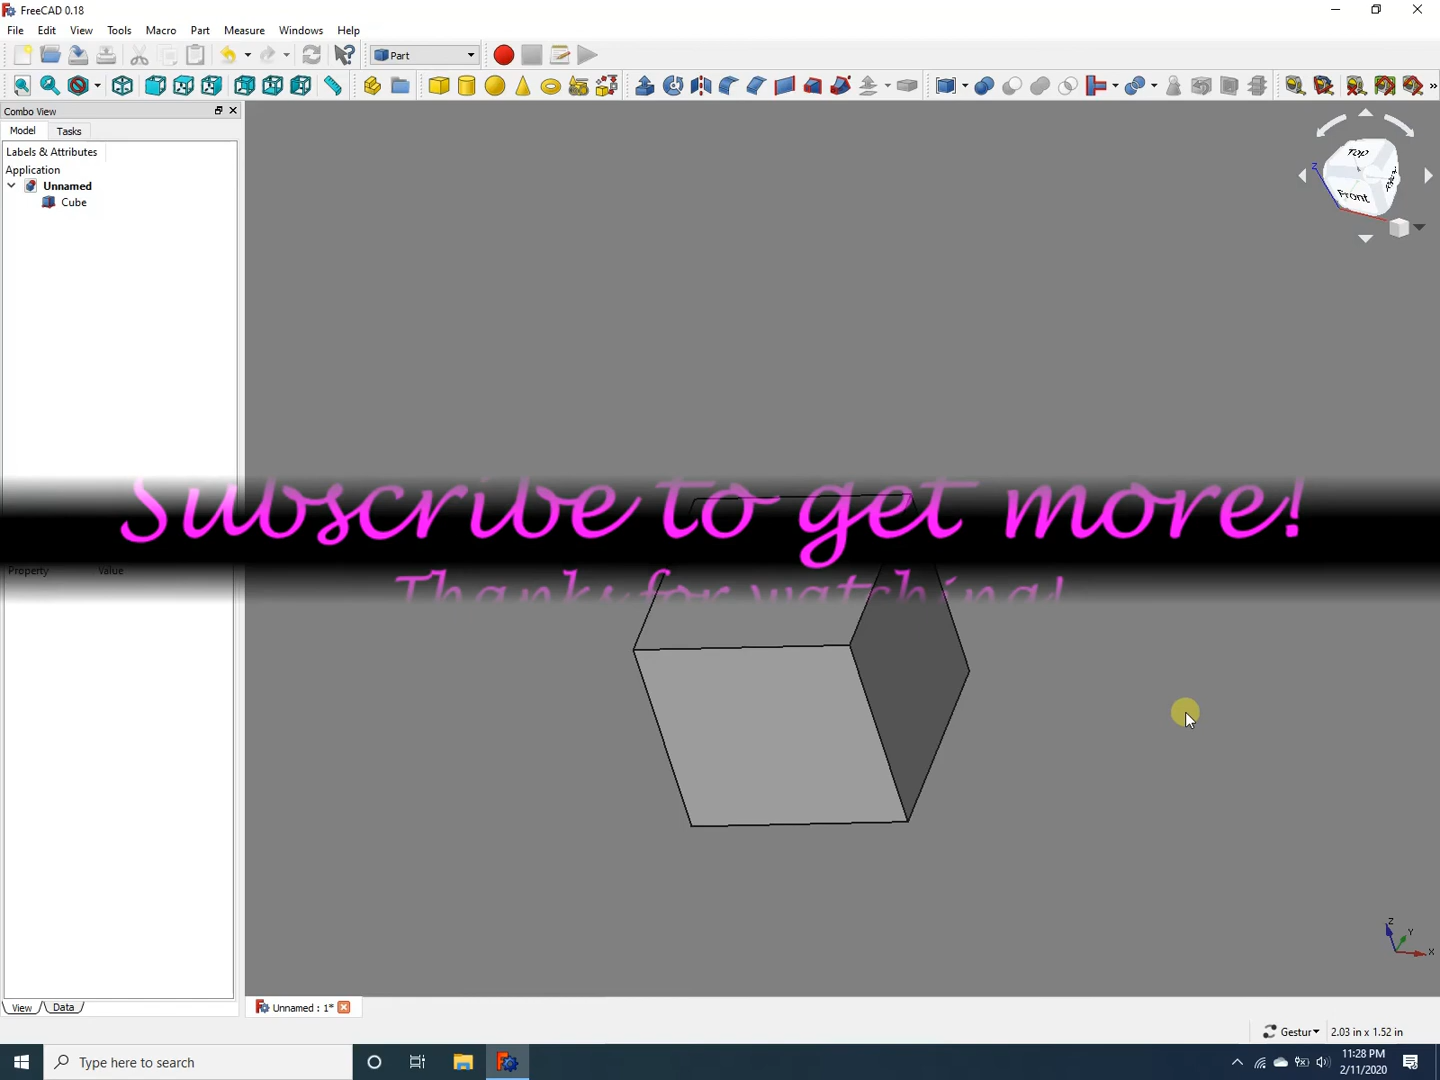 FreeCAD 0.18
File Edit View Tools Macro Part Measure Windows Help
Part
Combo View
Model Tasks
Labels & Attributes
Application
Unnamed
Cube
Top
Front
Z
Subscribe to get more!
Property Value
Thanks for watching!
Z
Y
X
View Data
Unnamed : 1*
Gestur 2.03 in x 1.52 in
Type here to search
11:28 PM
2/11/2020